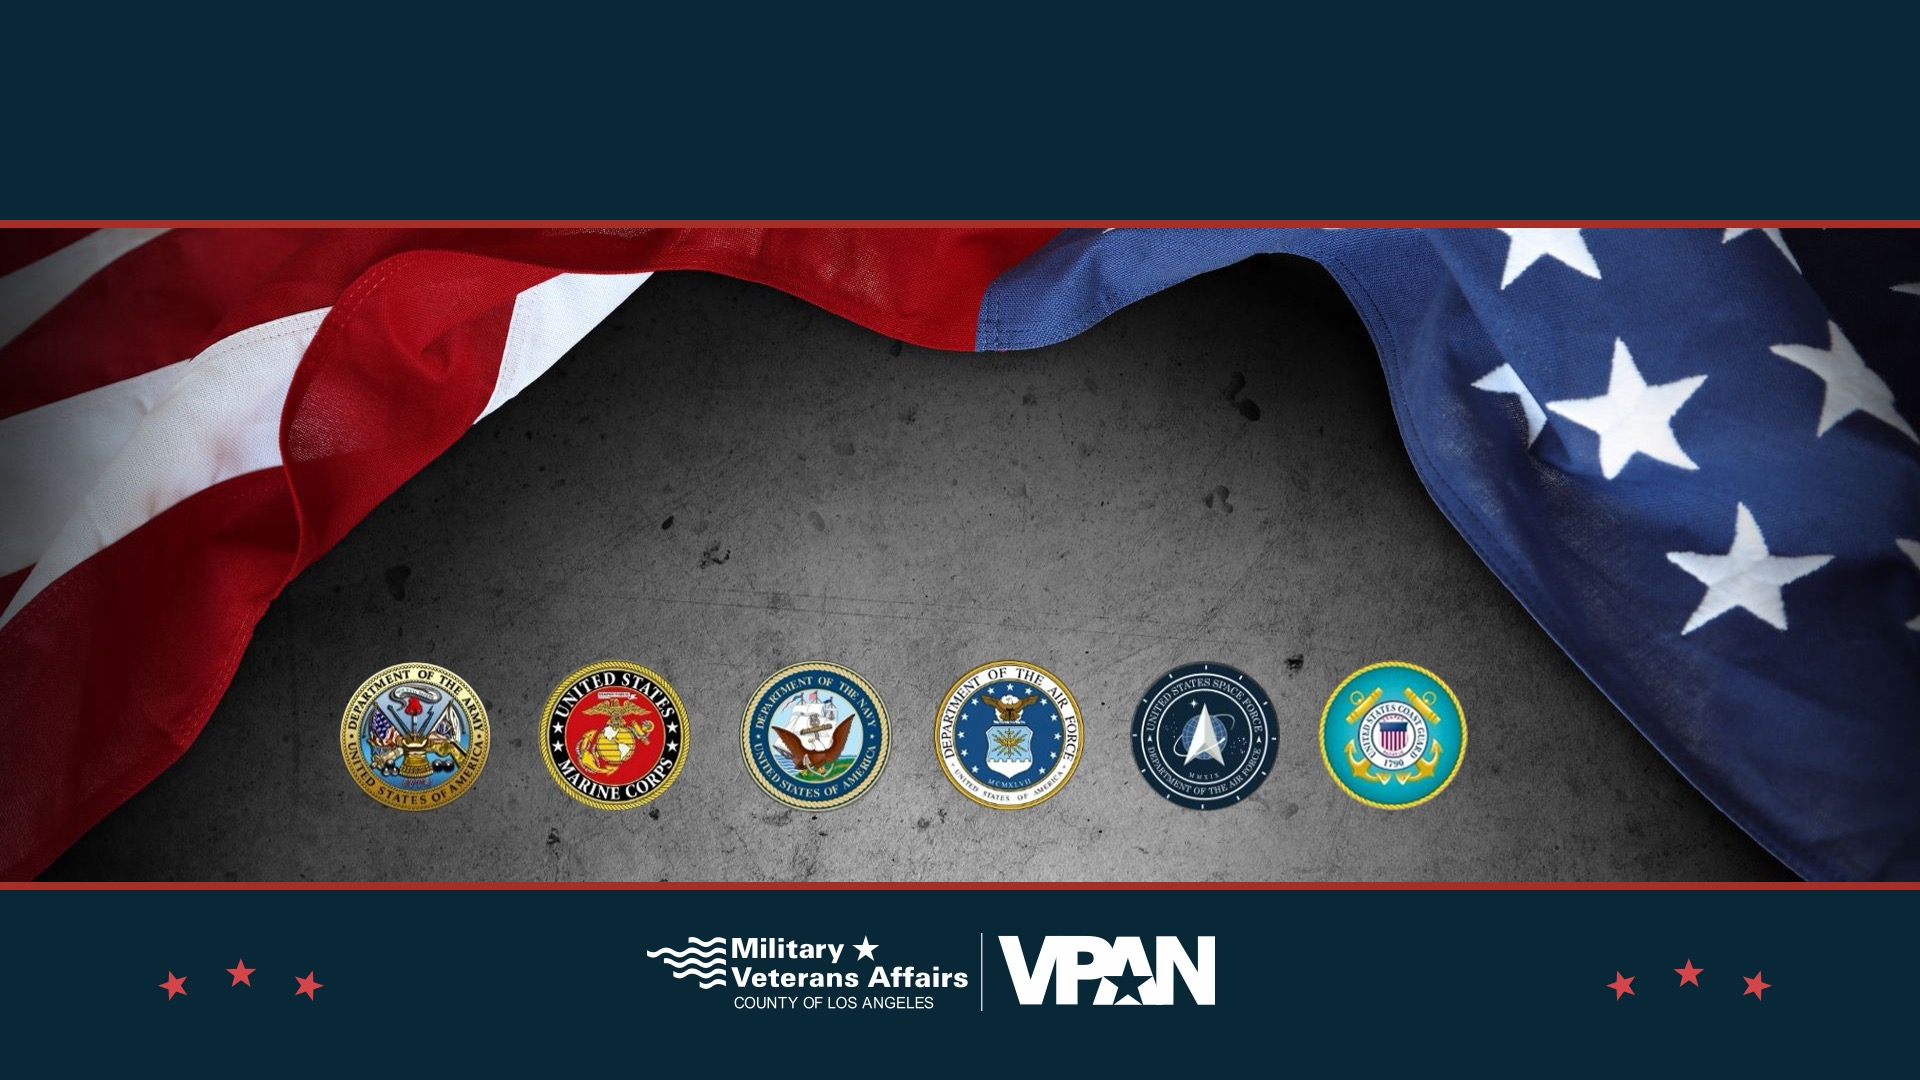 DEPARTMENT OF THE ARMY
UNITED STATES OF AMERICA
UNITED STATES
MARINE CORPS
DEPARTMENT OF THE NAVY
UNITED STATES OF AMERICA
DEPARTMENT OF THE AIR FORCE
MCMXLVII
UNITED STATES OF AMERICA
UNITED STATES SPACE FORCE
MMXIX
DEPARTMENT OF THE AIR FORCE
UNITED STATES COAST GUARD
1790
Military
Veterans Affairs
COUNTY OF LOS ANGELES
VPAN